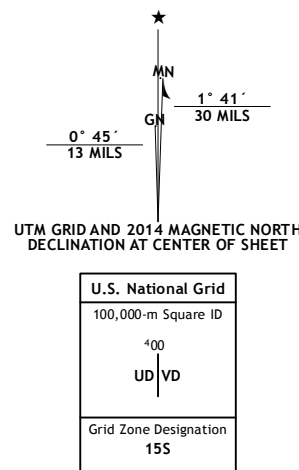 ★
MN
1° 41´
30 MILS
GN
0° 45´
13 MILS
UTM GRID AND 2014 MAGNETIC NORTH
DECLINATION AT CENTER OF SHEET
U.S. National Grid
100,000-m Square ID
⁴00
UD VD
Grid Zone Designation
15S